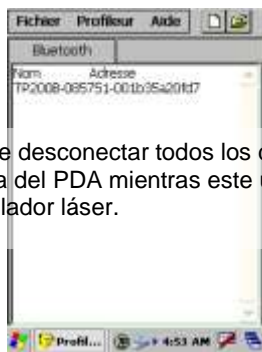 Fichier Profileur Aide
Bluetooth
Nom Adresse
TP2008-085751-001b35a20fd7
e desconectar todos los
a del PDA mientras este
lador láser.
Profil... 4:53 AM